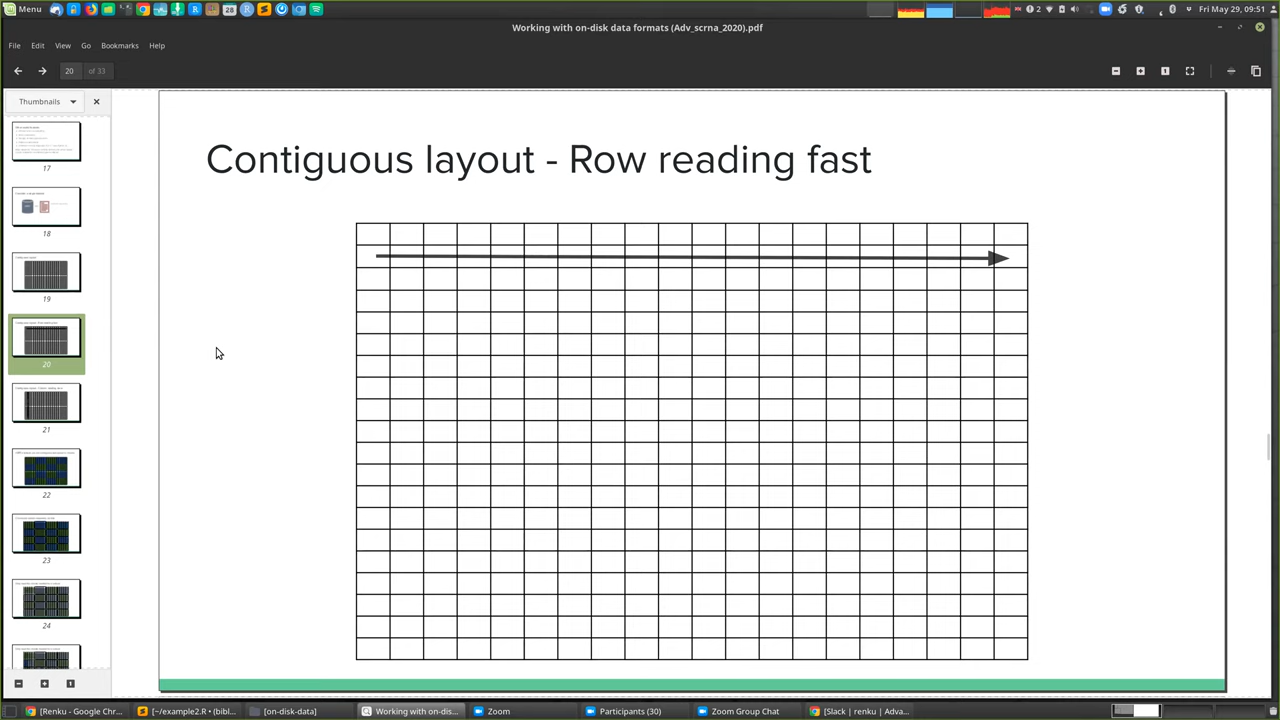 Menu
28
2
Fri May 29, 09:51
Working with on-disk data formats (Adv_scrna_2020).pdf
File Edit View Go Bookmarks Help
20 of 33
Thumbnails
17
18
19
20
21
22
23
24
Contiguous layout - Row reading fast
[Renku - Google Chr... [~/example2.R • (bibl... [on-disk-data] Working with on-dis... Zoom Participants (30) Zoom Group Chat [Slack | renku | Adva...